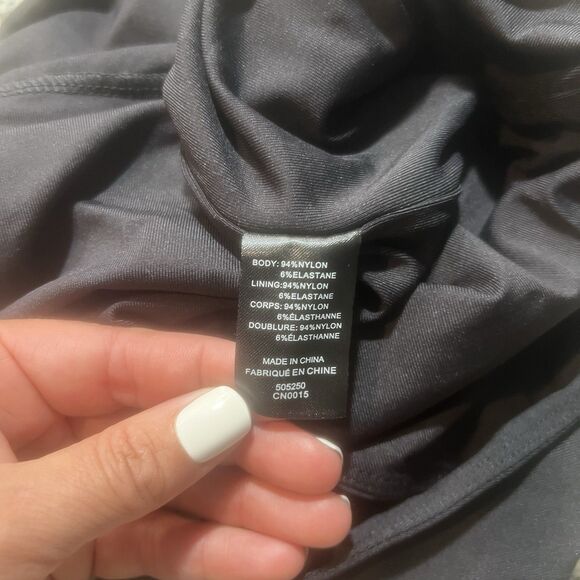 BODY: 94%NYLON
6%ELASTANE
LINING:94%NYLON
6%ELASTANE
CORPS: 94%NYLON
6%ÉLASTHANNE
DOUBLURE: 94%NYLON
6%ÉLASTHANNE
MADE IN CHINA
FABRIQUÉ EN CHINE
505250
CN0015